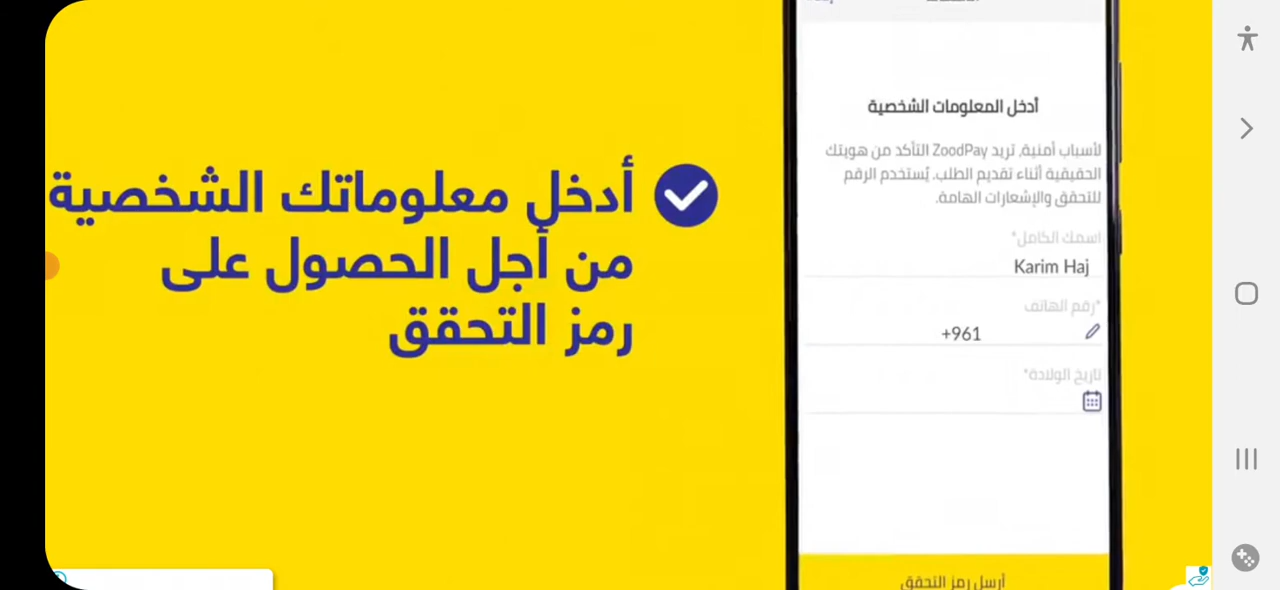 أدخل معلوماتك الشخصية
من أجل الحصول على
رمز التحقق
أدخل المعلومات الشخصية
لأسباب أمنية، تريد ZoodPay التأكد من هويتك
الحقيقية أثناء تقديم الطلب. يُستخدم الرقم
للتحقق والإشعارات الهامة.
اسمك الكامل*
Karim Haj
*رقم الهاتف
+961
تاريخ الولادة*
أرسل رمز التحقق